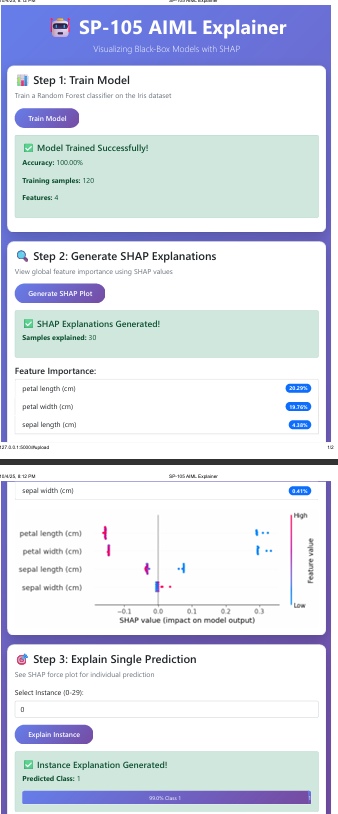 10/4/25, 8:12 PM
SP-105 AIML Explainer
🤖 SP-105 AIML Explainer
Visualizing Black-Box Models with SHAP
📊 Step 1: Train Model
Train a Random Forest classifier on the Iris dataset
Train Model
✅ Model Trained Successfully!
Accuracy: 100.00%
Training samples: 120
Features: 4
🔍 Step 2: Generate SHAP Explanations
View global feature importance using SHAP values
Generate SHAP Plot
✅ SHAP Explanations Generated!
Samples explained: 30
Feature Importance:
petal length (cm) 20.29%
petal width (cm) 19.76%
sepal length (cm) 4.38%
127.0.0.1:5000/#upload
1/2
10/4/25, 8:12 PM
SP-105 AIML Explainer
sepal width (cm) 0.41%
High
petal length (cm)
petal width (cm)
sepal length (cm)
sepal width (cm)
Feature value
Low
−0.1 0.0 0.1 0.2 0.3
SHAP value (impact on model output)
🎯 Step 3: Explain Single Prediction
See SHAP force plot for individual prediction
Select Instance (0-29):
0
Explain Instance
✅ Instance Explanation Generated!
Predicted Class: 1
99.0% Class 1